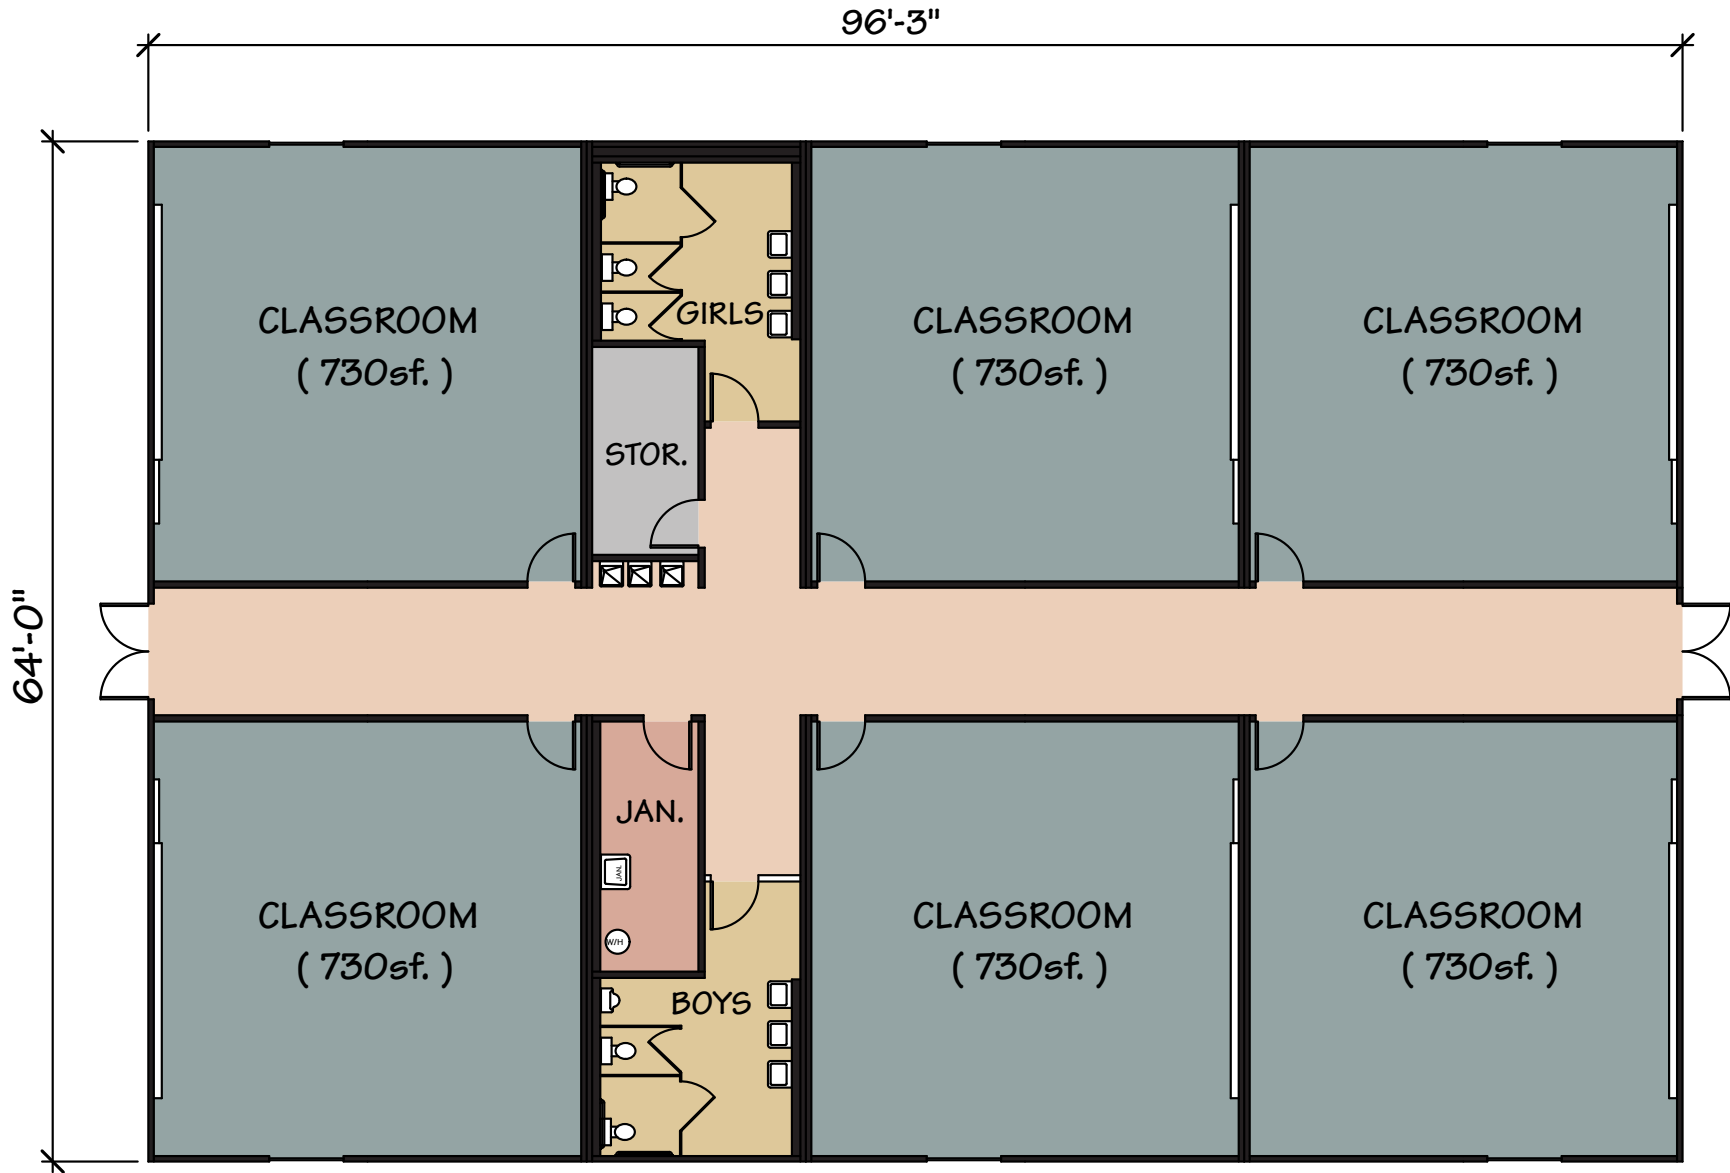 96'-3"
64'-0"
CLASSROOM
( 730sf. )
GIRLS
CLASSROOM
( 730sf. )
CLASSROOM
( 730sf. )
STOR.
JAN.
JAN.
W/H
CLASSROOM
( 730sf. )
BOYS
CLASSROOM
( 730sf. )
CLASSROOM
( 730sf. )